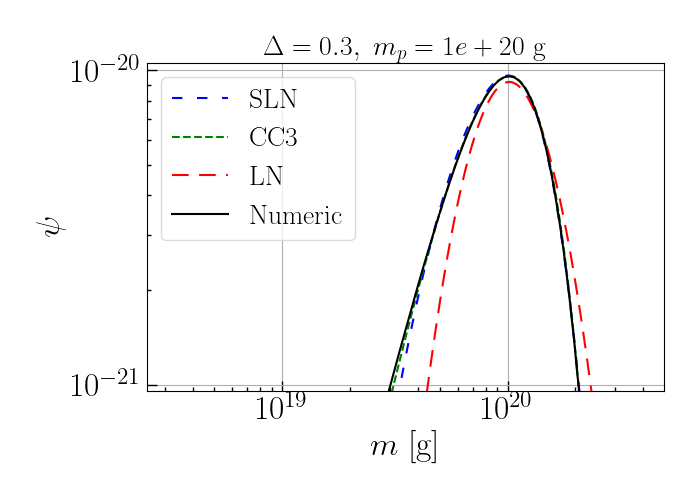 Δ = 0.3, m_p = 1e + 20 g
10^{-20}
SLN
CC3
LN
Numeric
ψ
10^{-21}
10^{19}
10^{20}
m [g]